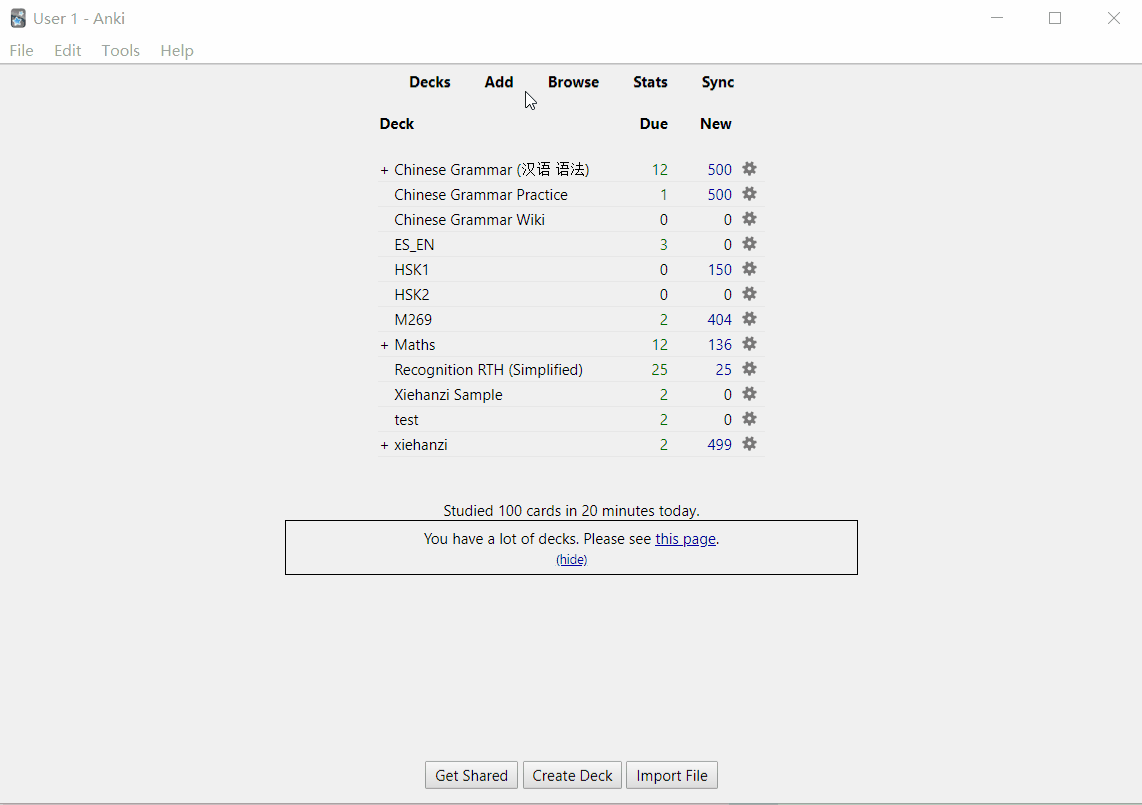 User 1 - Anki
File Edit Tools Help
Decks Add Browse Stats Sync
Deck Due New
+ Chinese Grammar (汉语 语法) 12 500
Chinese Grammar Practice 1 500
Chinese Grammar Wiki 0 0
ES_EN 3 0
HSK1 0 150
HSK2 0 0
M269 2 404
+ Maths 12 136
Recognition RTH (Simplified) 25 25
Xiehanzi Sample 2 0
test 2 0
+ xiehanzi 2 499
Studied 100 cards in 20 minutes today.
You have a lot of decks. Please see this page.
(hide)
Get Shared Create Deck Import File